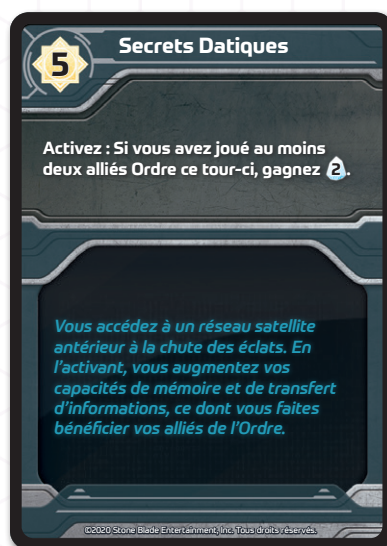 Secrets Datiques
5
Activez : Si vous avez joué au moins
deux alliés Ordre ce tour-ci, gagnez 2.
Vous accédez à un réseau satellite
antérieur à la chute des éclats. En
l’activant, vous augmentez vos
capacités de mémoire et de transfert
d’informations, ce dont vous faites
bénéficier vos alliés de l’Ordre.
©2020 Stone Blade Entertainment, Inc. Tous droits réservés.